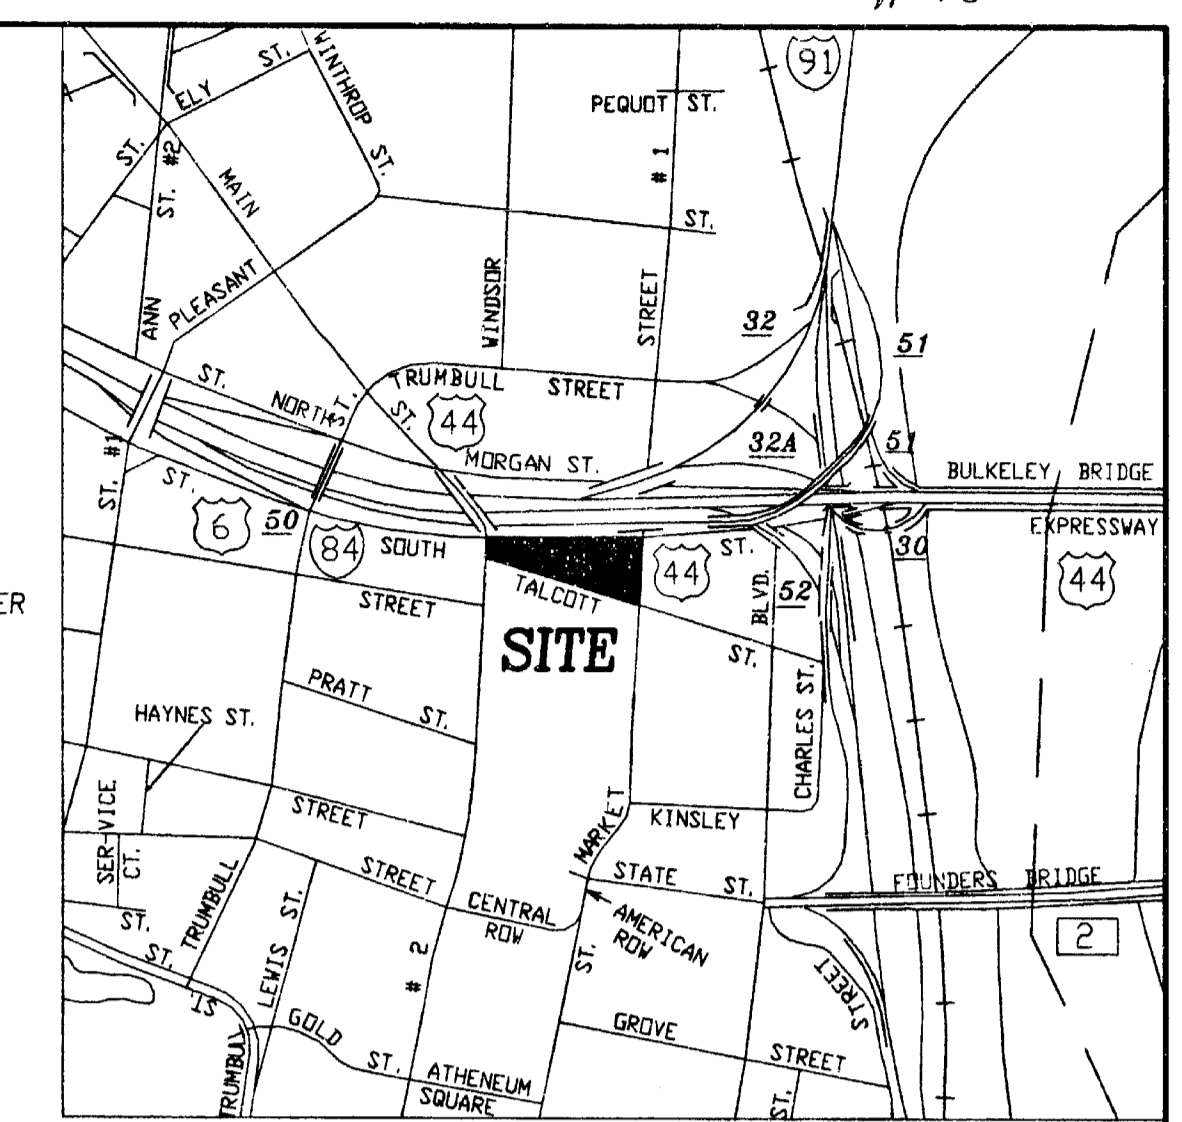 91
WINTHROP ST.
ELY ST.
PEQUOT ST.
# 1
ST.
ST. #2
MAIN
ST.
PLEASANT
ANN
WINDSOR
STREET
32
51
ST.
TRUMBULL STREET
NORTH
ST.
ST.
44
32A
51
#1
MORGAN ST.
BULKELEY BRIDGE
ST.
ST.
6
50
84
SOUTH
ST.
EXPRESSWAY
30
44
44
TALCOTT
BLVD.
52
STREET
ER
SITE
ST.
PRATT ST.
CHARLES ST.
HAYNES ST.
SER-VICE CT.
STREET
MARKET
KINSLEY
STREET
STATE ST.
FOUNDERS BRIDGE
TRUMBULL
CENTRAL
ROW
AMERICAN
ROW
ST.
LEWIS ST.
# 2
ST.
2
ST.
STREET
ST.
GOLD ST.
GROVE STREET
TRUMBULL
ATHENEUM
SQUARE
ST.